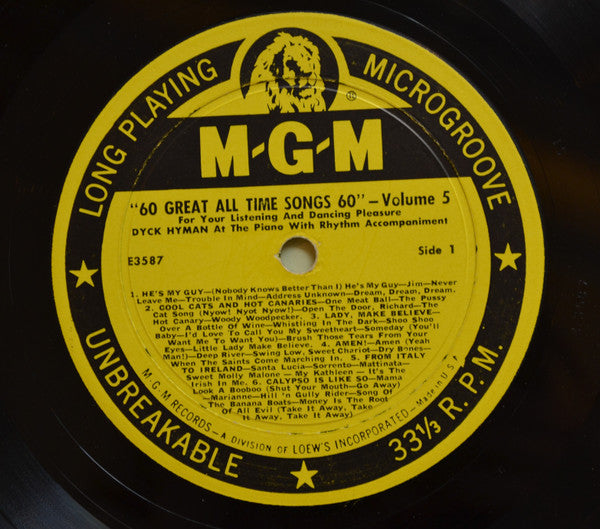 LONG PLAYING
MICROGROOVE
®
M-G-M
"60 GREAT ALL TIME SONGS 60" — Volume 5
For Your Listening And Dancing Pleasure
DYCK HYMAN At The Piano With Rhythm Accompaniment
E3587
Side 1
1. HE'S MY GUY—(Nobody Knows Better Than I) He's My Guy—Jim—Never
Leave Me—Trouble In Mind—Address Unknown—Dream, Dream, Dream.
2. COOL CATS AND HOT CANARIES—One Meat Ball—The Pussy
Cat Song (Nyow! Nyot Nyow!)—Open The Door, Richard—The
Hot Canary—Woody Woodpecker. 3. LADY, MAKE BELIEVE—
Over A Bottle Of Wine—Whistling In The Dark—Shoo Shoo
Baby—I'd Love To Call You My Sweetheart—Someday (You'll
Want Me To Want You)—Brush Those Tears From Your
Eyes—Little Lady Make Believe. 4. AMEN!—Amen (Yeah
Man!)—Deep River—Swing Low, Sweet Chariot—Dry Bones—
When The Saints Come Marching In. 5. FROM ITALY
TO IRELAND—Santa Lucia—Sorrento—Mattinata—
Sweet Molly Malone — My Kathleen — It's The
Irish In Me. 6. CALYPSO IS LIKE SO—Mama
Look A Booboo (Shut Your Mouth—Go Away)
—Marianne—Hill 'n Gully Rider—Song Of
The Banana Boats—Money Is The Root
Of All Evil (Take It Away, Take
It Away, Take It Away)
M-G-M RECORDS—A DIVISION OF LOEW'S INCORPORATED.—Made in U.S.A.
UNBREAKABLE
33⅓ R.P.M.